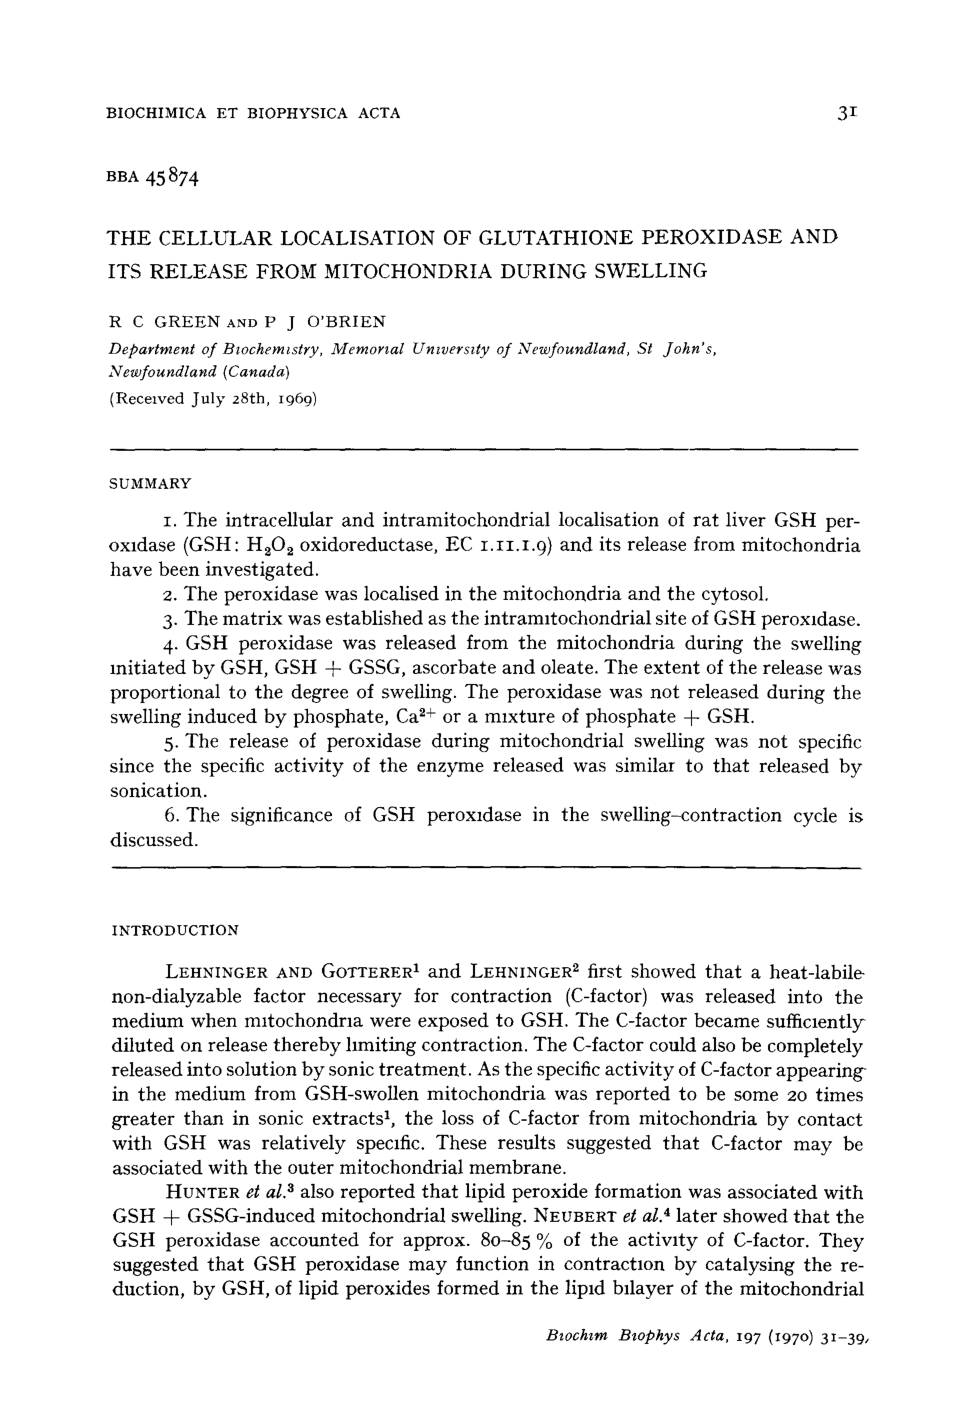 BIOCHIMICA ET BIOPHYSICA ACTA 31
BBA 45874
THE CELLULAR LOCALISATION OF GLUTATHIONE PEROXIDASE AND
ITS RELEASE FROM MITOCHONDRIA DURING SWELLING
R C GREEN AND P J O'BRIEN
Department of Biochemistry, Memorial University of Newfoundland, St John's,
Newfoundland (Canada)
(Received July 28th, 1969)
SUMMARY
1. The intracellular and intramitochondrial localisation of rat liver GSH per-
oxidase (GSH: H₂O₂ oxidoreductase, EC 1.11.1.9) and its release from mitochondria
have been investigated.
2. The peroxidase was localised in the mitochondria and the cytosol.
3. The matrix was established as the intramitochondrial site of GSH peroxidase.
4. GSH peroxidase was released from the mitochondria during the swelling
initiated by GSH, GSH + GSSG, ascorbate and oleate. The extent of the release was
proportional to the degree of swelling. The peroxidase was not released during the
swelling induced by phosphate, Ca²⁺ or a mixture of phosphate + GSH.
5. The release of peroxidase during mitochondrial swelling was not specific
since the specific activity of the enzyme released was similar to that released by
sonication.
6. The significance of GSH peroxidase in the swelling–contraction cycle is
discussed.
INTRODUCTION
LEHNINGER AND GOTTERER¹ and LEHNINGER² first showed that a heat-labile
non-dialyzable factor necessary for contraction (C-factor) was released into the
medium when mitochondria were exposed to GSH. The C-factor became sufficiently
diluted on release thereby limiting contraction. The C-factor could also be completely
released into solution by sonic treatment. As the specific activity of C-factor appearing
in the medium from GSH-swollen mitochondria was reported to be some 20 times
greater than in sonic extracts¹, the loss of C-factor from mitochondria by contact
with GSH was relatively specific. These results suggested that C-factor may be
associated with the outer mitochondrial membrane.
HUNTER et al.³ also reported that lipid peroxide formation was associated with
GSH + GSSG-induced mitochondrial swelling. NEUBERT et al.⁴ later showed that the
GSH peroxidase accounted for approx. 80–85 % of the activity of C-factor. They
suggested that GSH peroxidase may function in contraction by catalysing the re-
duction, by GSH, of lipid peroxides formed in the lipid bilayer of the mitochondrial
Biochim Biophys Acta, 197 (1970) 31–39